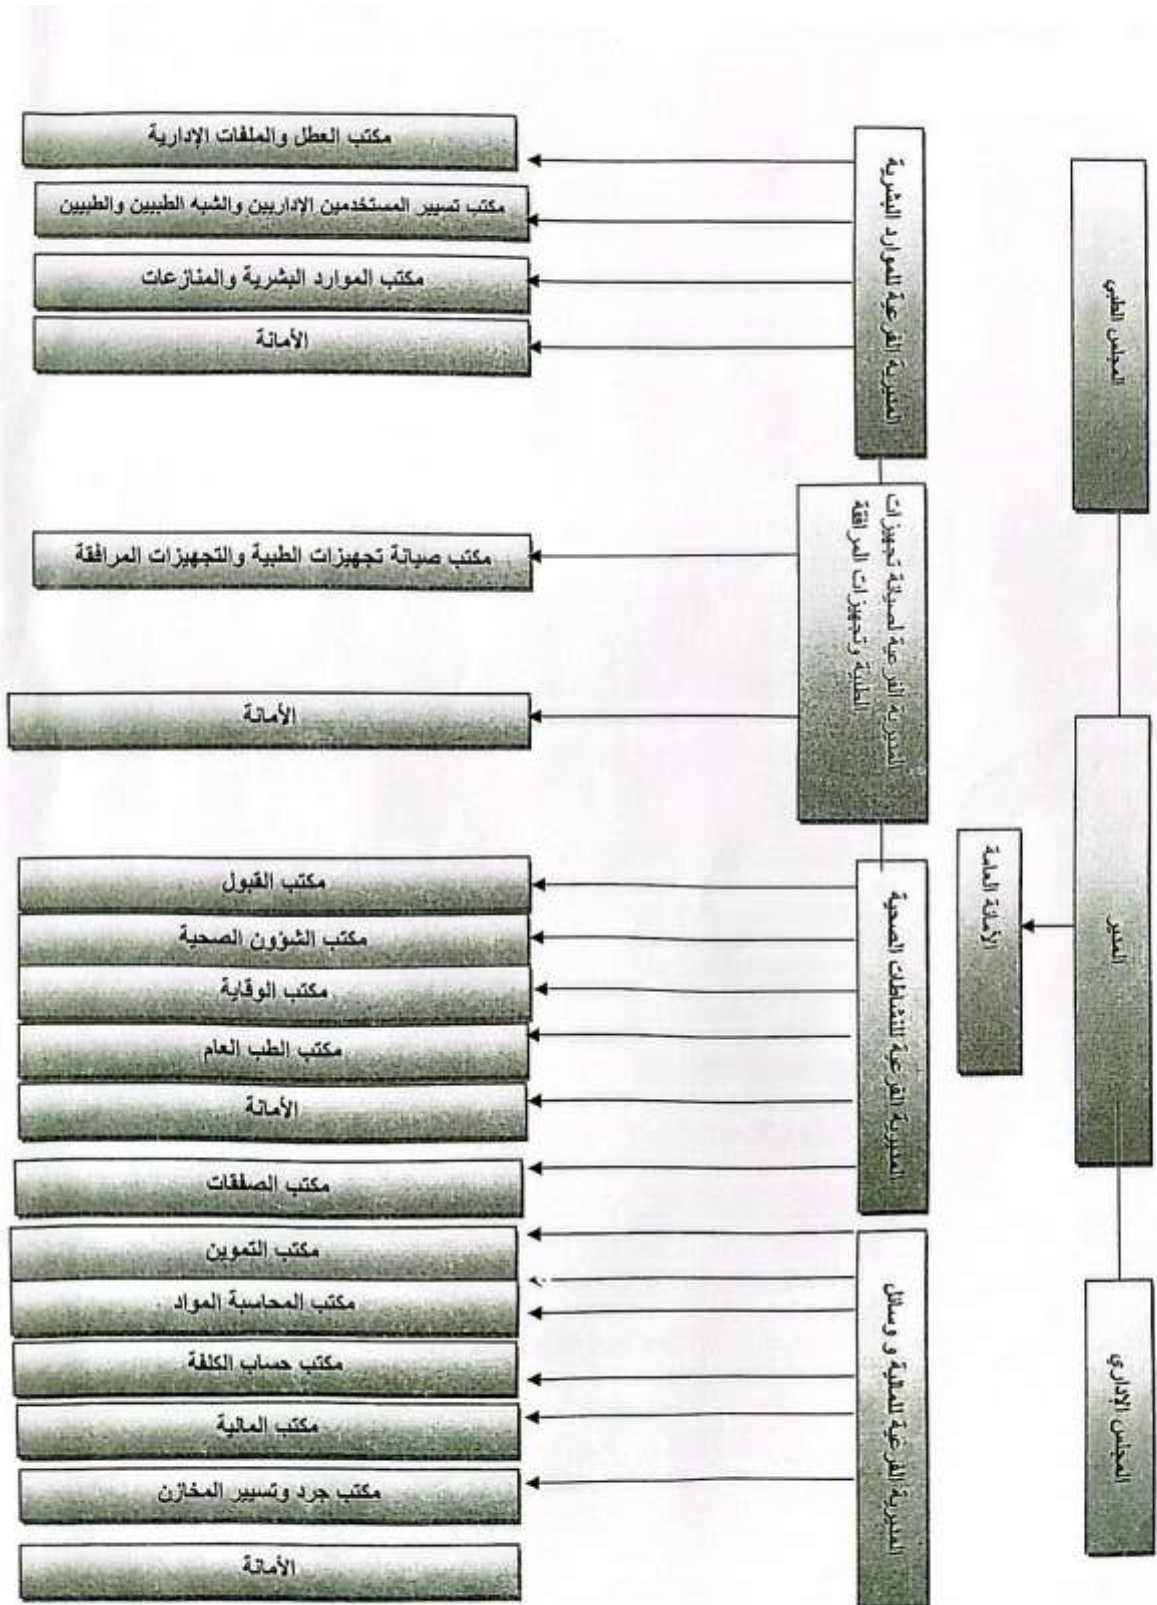 المجلس الطبي
المدير
المجلس الإداري
الأمانة العامة
المديرية الفرعية للموارد البشرية
مكتب العطل والملفات الإدارية
مكتب تسيير المستخدمين الإداريين والشبه الطبيين والطبيين
مكتب الموارد البشرية والمنازعات
الأمانة
المديرية الفرعية لصيانة تجهيزات
الطبية وتجهيزات المرافقة
مكتب صيانة تجهيزات الطبية والتجهيزات المرافقة
الأمانة
المديرية الفرعية للنشاطات الصحية
مكتب القبول
مكتب الشؤون الصحية
مكتب الوقاية
مكتب الطب العام
الأمانة
مكتب الصفقات
المديرية الفرعية للمالية و وسائل
مكتب التموين
مكتب المحاسبة المواد
مكتب حساب الكلفة
مكتب المالية
مكتب جرد وتسيير المخازن
الأمانة